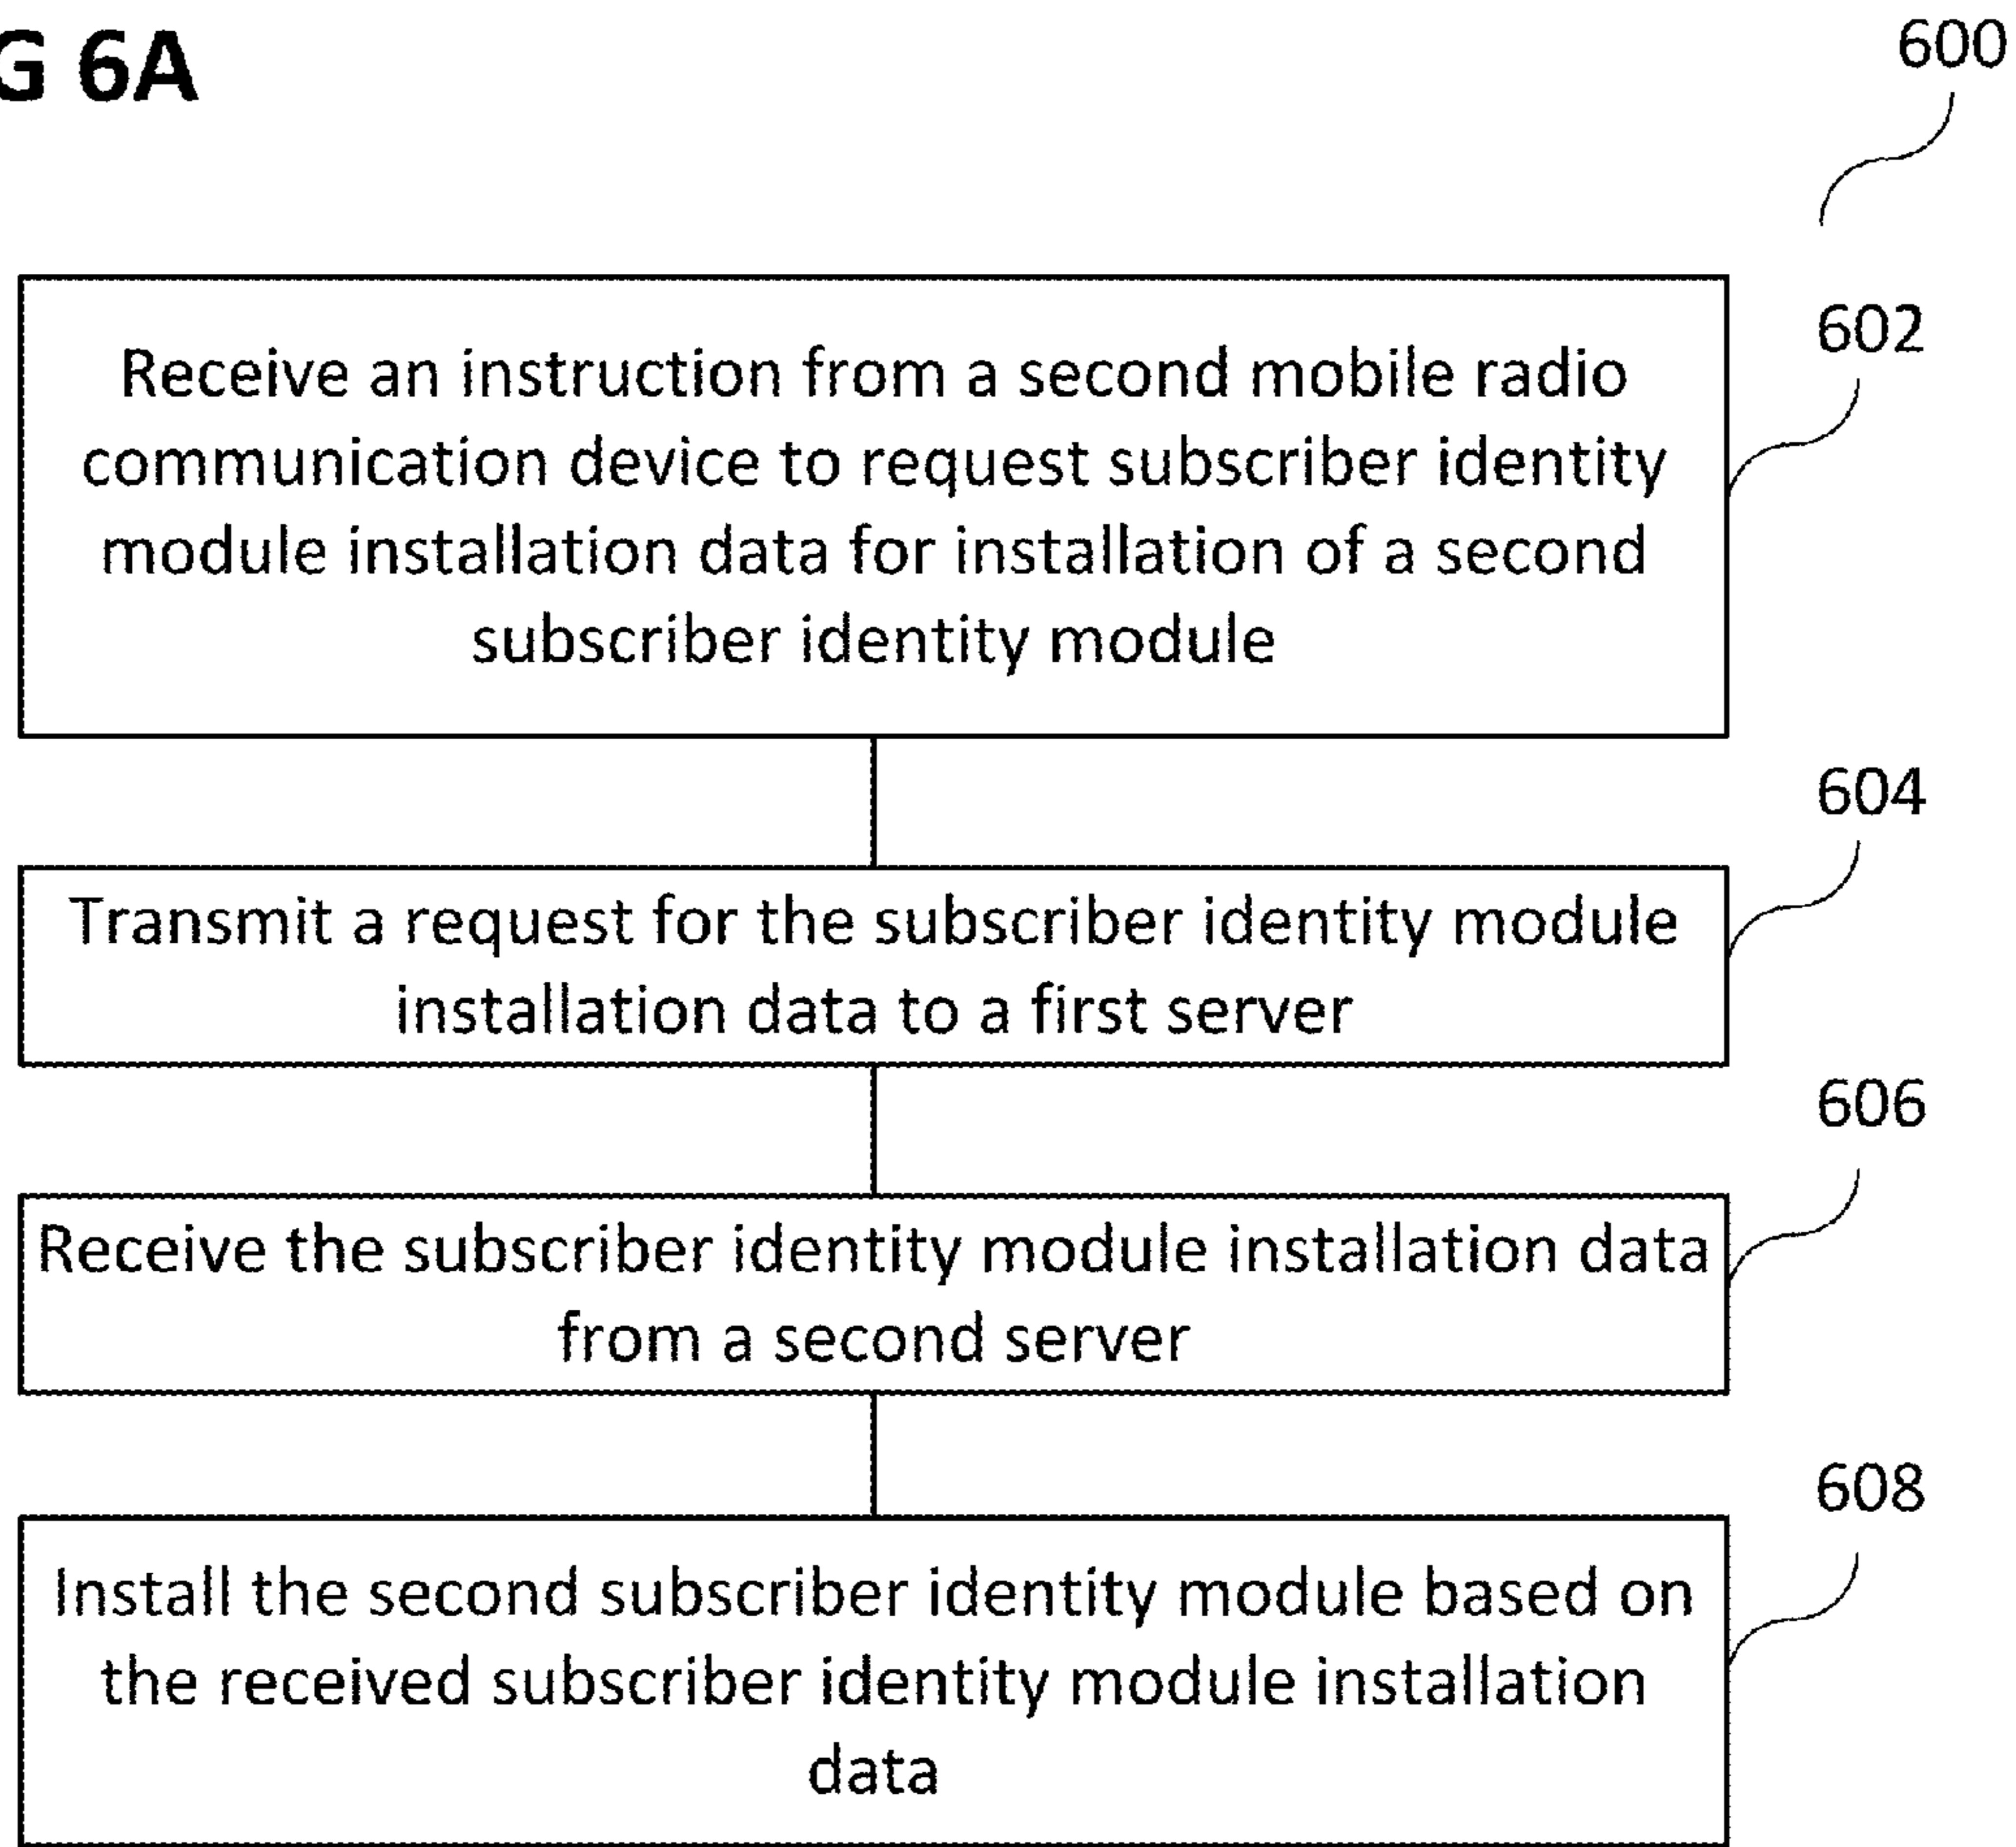 G 6A
600
602
Receive an instruction from a second mobile radio
communication device to request subscriber identity
module installation data for installation of a second
subscriber identity module
604
Transmit a request for the subscriber identity module
installation data to a first server
606
Receive the subscriber identity module installation data
from a second server
608
Install the second subscriber identity module based on
the received subscriber identity module installation
data